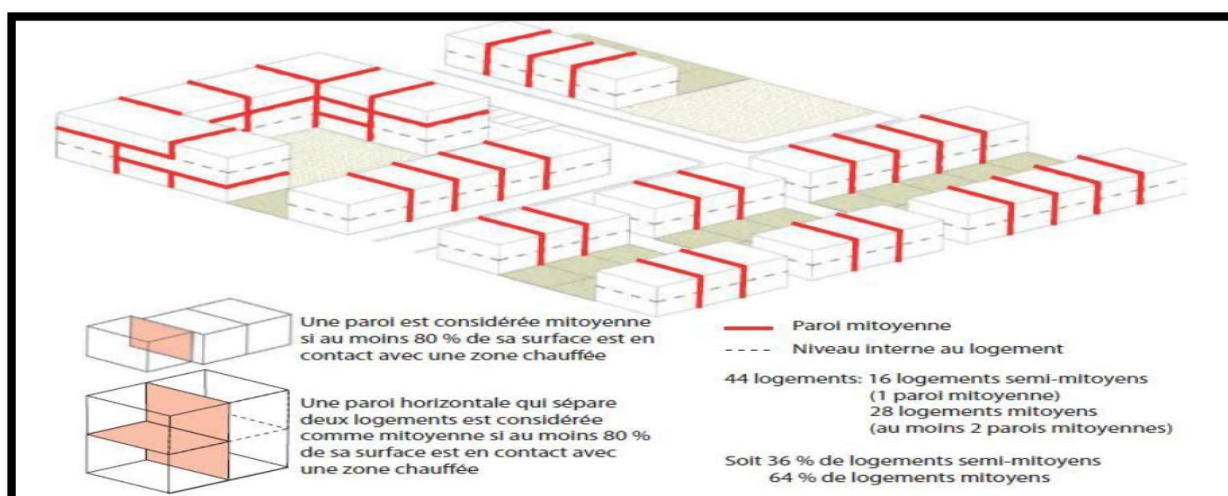 Une paroi est considérée mitoyenne
si au moins 80 % de sa surface est en
contact avec une zone chauffée
Une paroi horizontale qui sépare
deux logements est considérée
comme mitoyenne si au moins 80 %
de sa surface est en contact avec
une zone chauffée
Paroi mitoyenne
Niveau interne au logement
44 logements: 16 logements semi-mitoyens
(1 paroi mitoyenne)
28 logements mitoyens
(au moins 2 parois mitoyennes)
Soit 36 % de logements semi-mitoyens
64 % de logements mitoyens